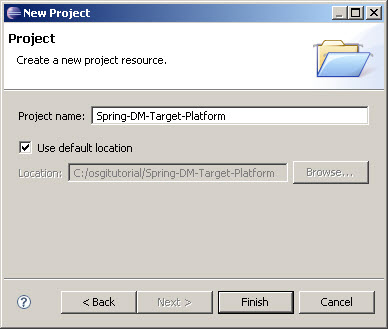 New Project
Project
Create a new project resource.
Project name: Spring-DM-Target-Platform
Use default location
Location: C:/osgitutorial/Spring-DM-Target-Platform Browse...
? < Back Next > Finish Cancel